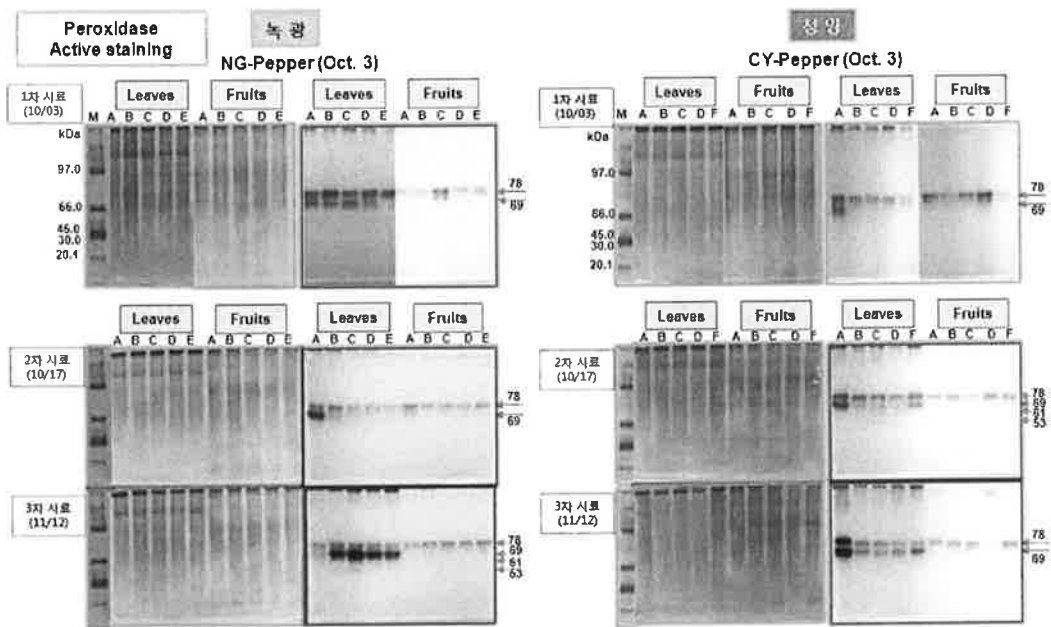 Peroxidase
Active staining
녹광
NG-Pepper (Oct. 3)
1차 시료
(10/03)
Leaves Fruits Leaves Fruits
M A B C D E A B C D E A B C D E A B C D E
kDa
97.0
66.0
45.0
30.0
20.1
78
69
Leaves Fruits Leaves Fruits
A B C D E A B C D E A B C D E A B C D E
2차 시료
(10/17)
78
69
3차 시료
(11/12)
78
69
61
53
청양
CY-Pepper (Oct. 3)
1차 시료
(10/03)
Leaves Fruits Leaves Fruits
M A B C D F A B C D F A B C D F A B C D F
kDa
97.0
66.0
45.0
30.0
20.1
78
69
Leaves Fruits Leaves Fruits
A B C D F A B C D F A B C D F A B C D F
2차 시료
(10/17)
78
69
61
53
3차 시료
(11/12)
78
69